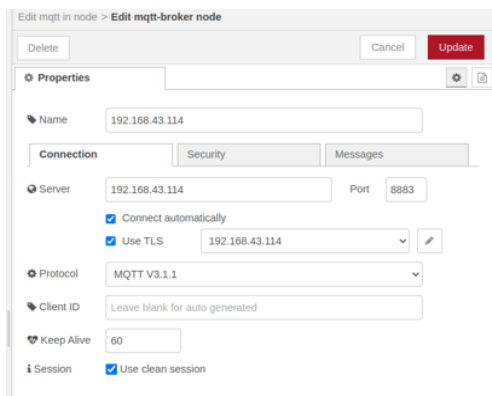 Edit mqtt in node > Edit mqtt-broker node
Delete Cancel Update
Properties
Name 192.168.43.114
Connection Security Messages
Server 192.168.43.114 Port 8883
Connect automatically
Use TLS 192.168.43.114
Protocol MQTT V3.1.1
Client ID Leave blank for auto generated
Keep Alive 60
Session Use clean session